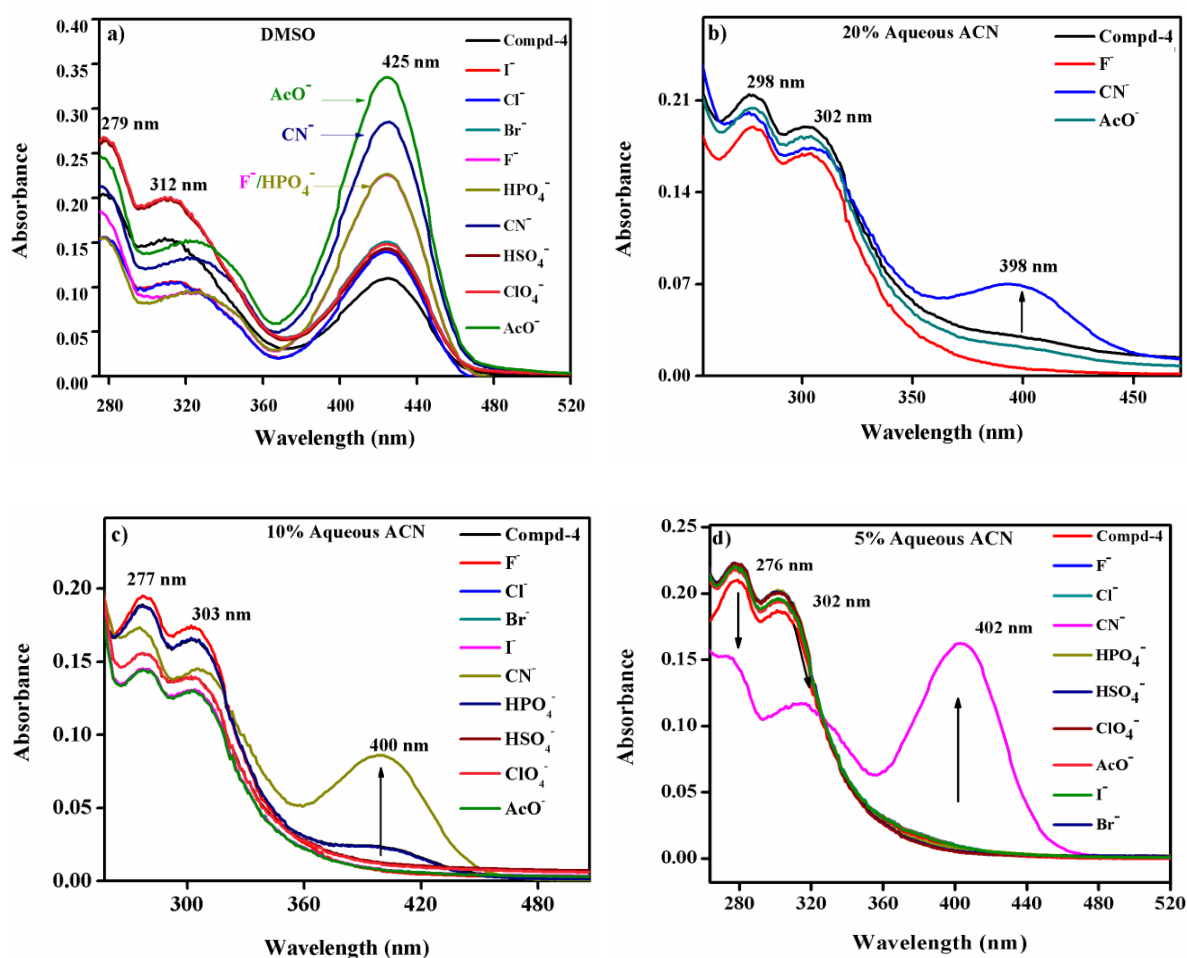 a)
DMSO
425 nm
279 nm
312 nm
AcO⁻
CN⁻
F⁻/HPO₄⁻
Compd-4
I⁻
Cl⁻
Br⁻
F⁻
HPO₄⁻
CN⁻
HSO₄⁻
ClO₄⁻
AcO⁻
0.40
0.35
0.30
0.25
0.20
0.15
0.10
0.05
0.00
280 320 360 400 440 480 520
Absorbance
Wavelength (nm)
b)
20% Aqueous ACN
298 nm
302 nm
398 nm
Compd-4
F⁻
CN⁻
AcO⁻
0.21
0.14
0.07
0.00
300 350 400 450
Absorbance
Wavelength (nm)
c)
10% Aqueous ACN
277 nm
303 nm
400 nm
Compd-4
F⁻
Cl⁻
Br⁻
I⁻
CN⁻
HPO₄⁻
HSO₄⁻
ClO₄⁻
AcO⁻
0.20
0.15
0.10
0.05
0.00
300 360 420 480
Absorbance
Wavelength (nm)
d)
5% Aqueous ACN
276 nm
302 nm
402 nm
Compd-4
F⁻
Cl⁻
CN⁻
HPO₄⁻
HSO₄⁻
ClO₄⁻
AcO⁻
I⁻
Br⁻
0.25
0.20
0.15
0.10
0.05
0.00
280 320 360 400 440 480 520
Absorbance
Wavelength (nm)